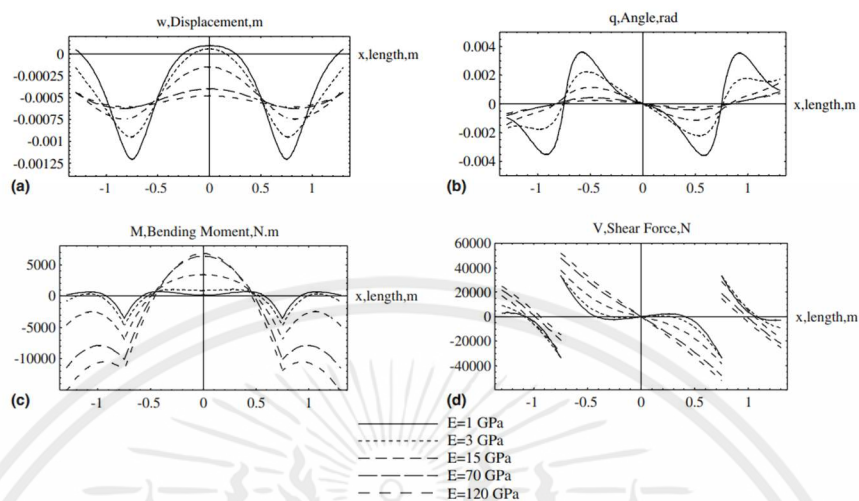 w,Displacement,m
0
-0.00025
-0.0005
-0.00075
-0.001
-0.00125
x,length,m
(a)
-1 -0.5 0 0.5 1
q,Angle,rad
0.004
0.002
0
-0.002
-0.004
x,length,m
(b)
-1 -0.5 0 0.5 1
M,Bending Moment,N.m
5000
0
-5000
-10000
x,length,m
(c)
-1 -0.5 0 0.5 1
V,Shear Force,N
60000
40000
20000
0
-20000
-40000
x,length,m
(d)
-1 -0.5 0 0.5 1
E=1 GPa
E=3 GPa
E=15 GPa
E=70 GPa
E=120 GPa